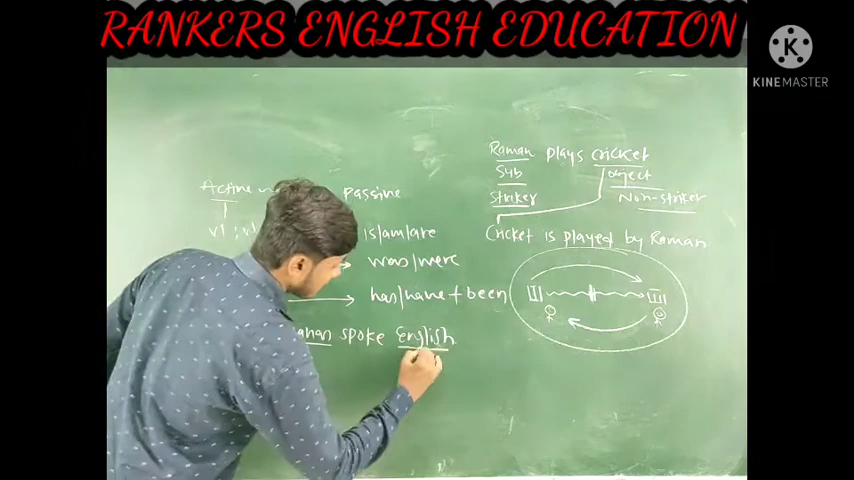 RANKERS ENGLISH EDUCATION
K
KINEMASTER
Raman plays cricket
Sub object
Striker Non-striker
Active Passive
v1 is/am/are
Cricket is played by Raman
was/were
has/have + been
spoke English